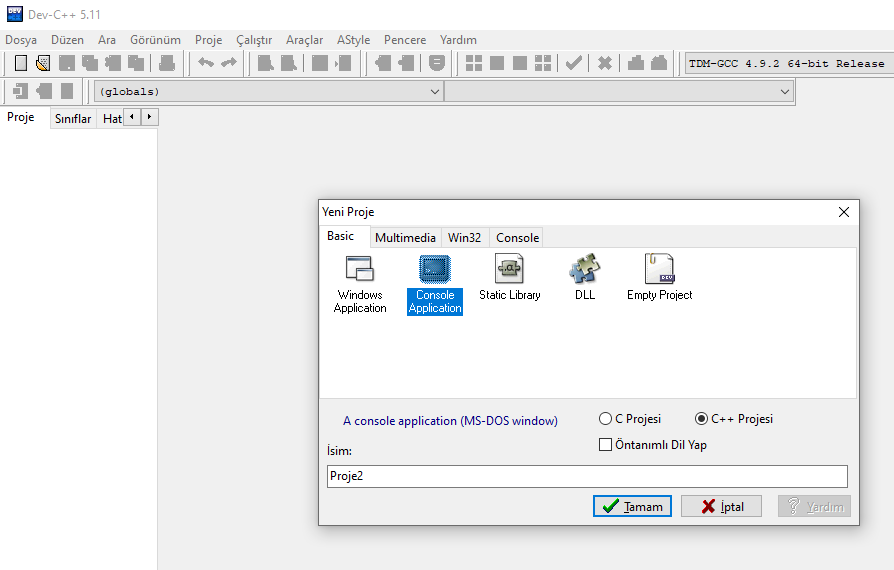 Dev-C++ 5.11
Dosya Düzen Ara Görünüm Proje Çalıştır Araçlar AStyle Pencere Yardım
TDM-GCC 4.9.2 64-bit Release
(globals)
Proje Sınıflar Hat
Yeni Proje
Basic Multimedia Win32 Console
Windows Application
Console Application
Static Library
DLL
Empty Project
A console application (MS-DOS window)
C Projesi C++ Projesi
Öntanımlı Dil Yap
İsim:
Proje2
Tamam İptal Yardım